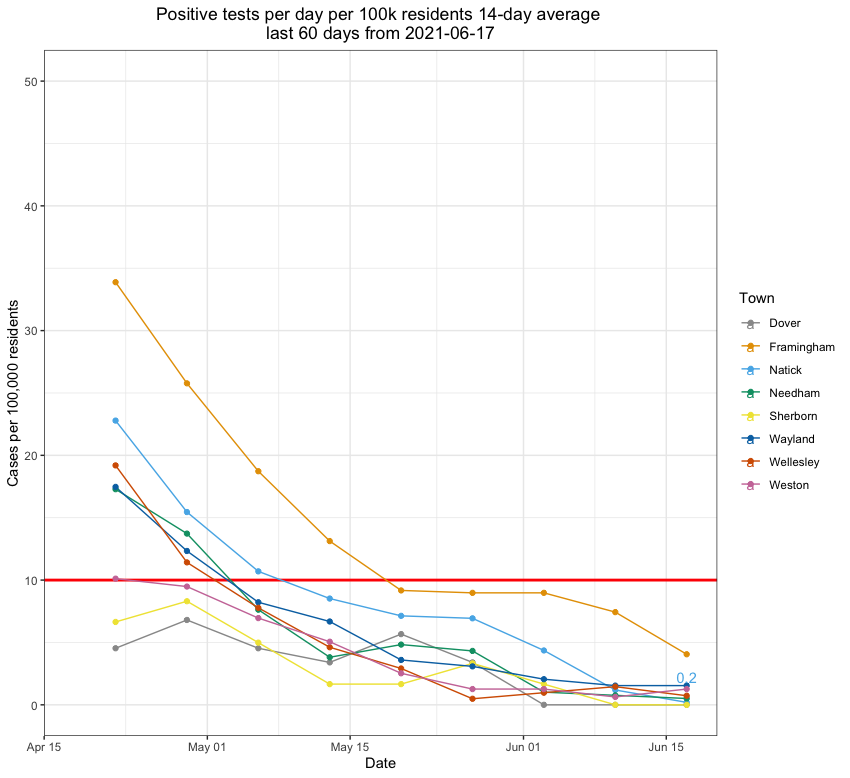 Positive tests per day per 100k residents 14-day average
last 60 days from 2021-06-17
50
40
30
20
10
0
Cases per 100,000 residents
0.2
Apr 15
May 01
May 15
Jun 01
Jun 15
Date
Town
a Dover
a Framingham
a Natick
a Needham
a Sherborn
a Wayland
a Wellesley
a Weston